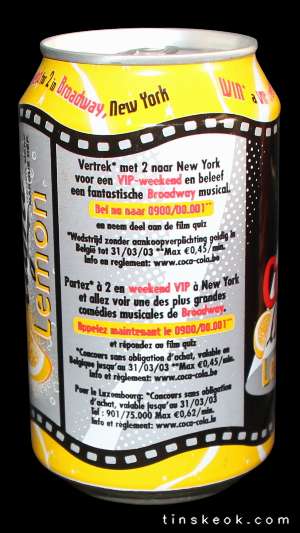 for 2 in Broadway, New York
WIN* a
Lemon
Vertrek* met 2 naar New York
voor een VIP-weekend en beleef
een fantastische Broadway musical.
Bel nu naar 0900/00.001**
en neem deel aan de film quiz
*Wedstrijd zonder aankoopverplichting geldig in
België tot 31/03/03 **Max €0,45/min.
Info en reglement: www.coca-cola.be
Partez* à 2 en weekend VIP à New York
et allez voir une des plus grandes
comédies musicales de Broadway.
Appelez maintenant le 0900/00.001**
et répondez au film quiz
*Concours sans obligation d'achat, valable en
Belgique jusqu'au 31/03/03 **Max €0,45/min.
Info et règlement: www.coca-cola.be
Pour le Luxembourg: *Concours sans obligation
d'achat, valable jusqu'au 31/03/03
Tel : 901/75.000 Max €0,62/min.
Info et règlement: www.coca-cola.lu
tinskeok.com